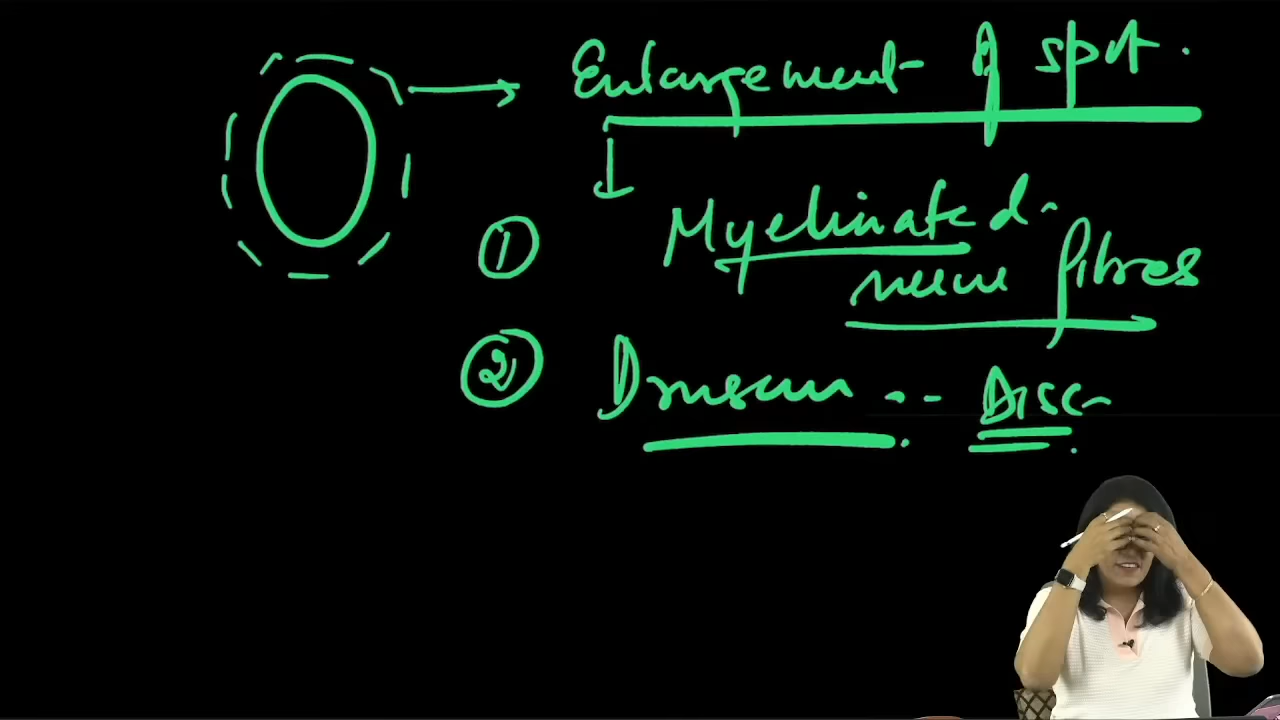 Enlargement of spot.
① Myelinated
nerve fibres
② Drusen -- Disc